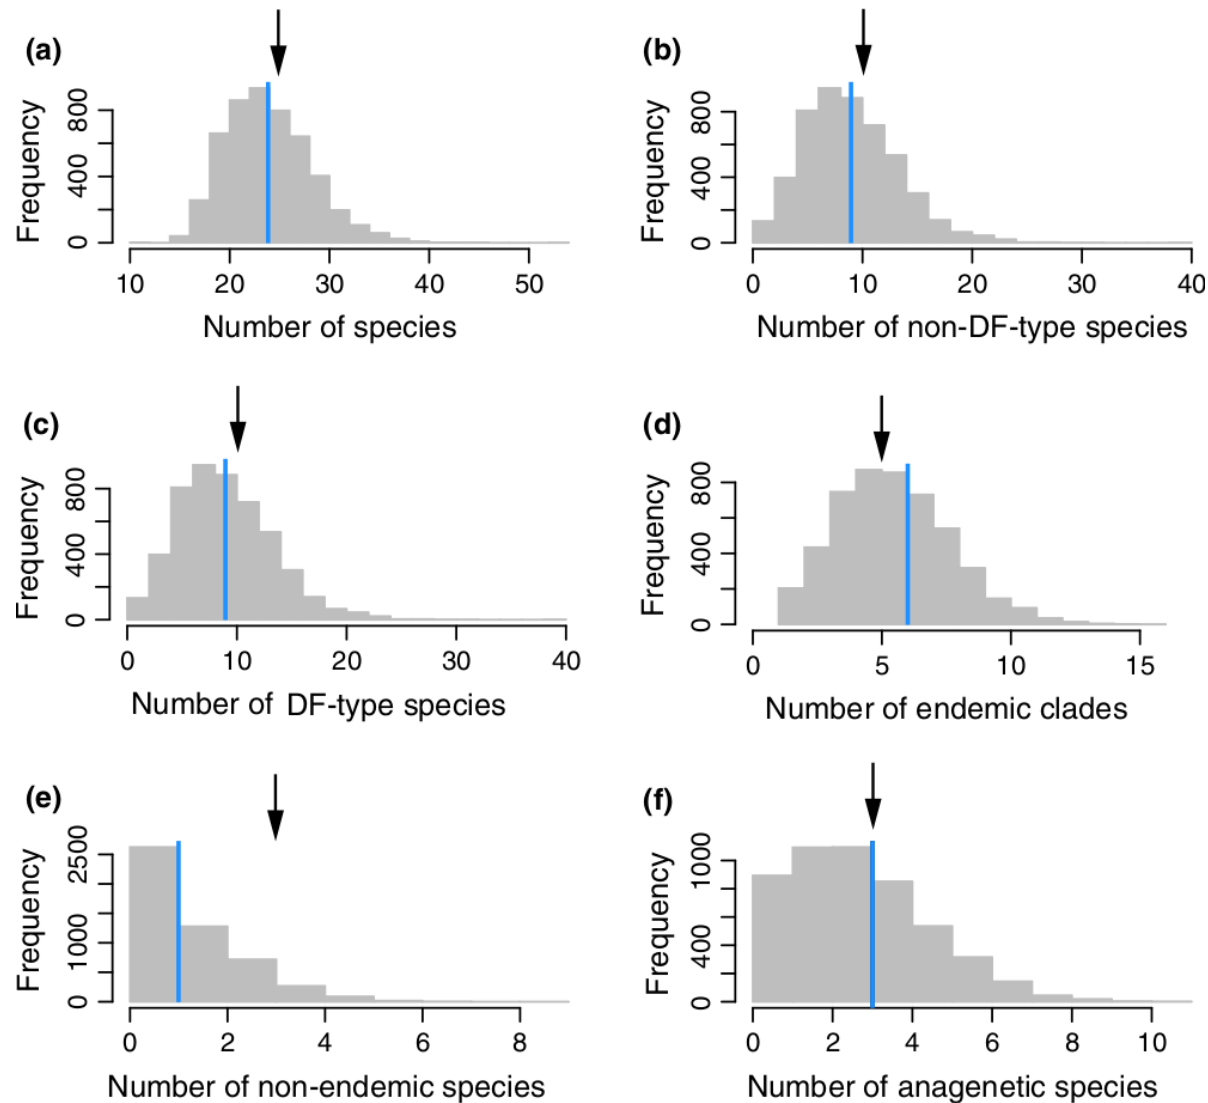 (a)
Frequency
0 400 800
10 20 30 40 50
Number of species
(b)
Frequency
0 400 800
0 10 20 30 40
Number of non-DF-type species
(c)
Frequency
0 400 800
0 10 20 30 40
Number of DF-type species
(d)
Frequency
0 400 800
0 5 10 15
Number of endemic clades
(e)
Frequency
0 1000 2500
0 2 4 6 8
Number of non-endemic species
(f)
Frequency
0 400 1000
0 2 4 6 8 10
Number of anagenetic species